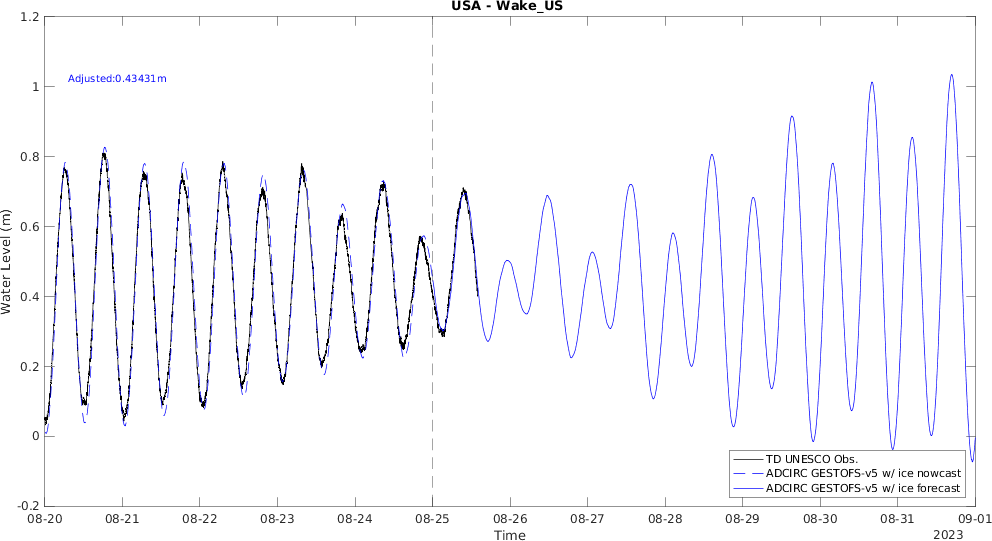 USA - Wake_US
Adjusted:0.43431m
Water Level (m)
1.2
1
0.8
0.6
0.4
0.2
0
-0.2
TD UNESCO Obs.
ADCIRC GESTOFS-v5 w/ ice nowcast
ADCIRC GESTOFS-v5 w/ ice forecast
08-20 08-21 08-22 08-23 08-24 08-25 08-26 08-27 08-28 08-29 08-30 08-31 09-01
Time
2023